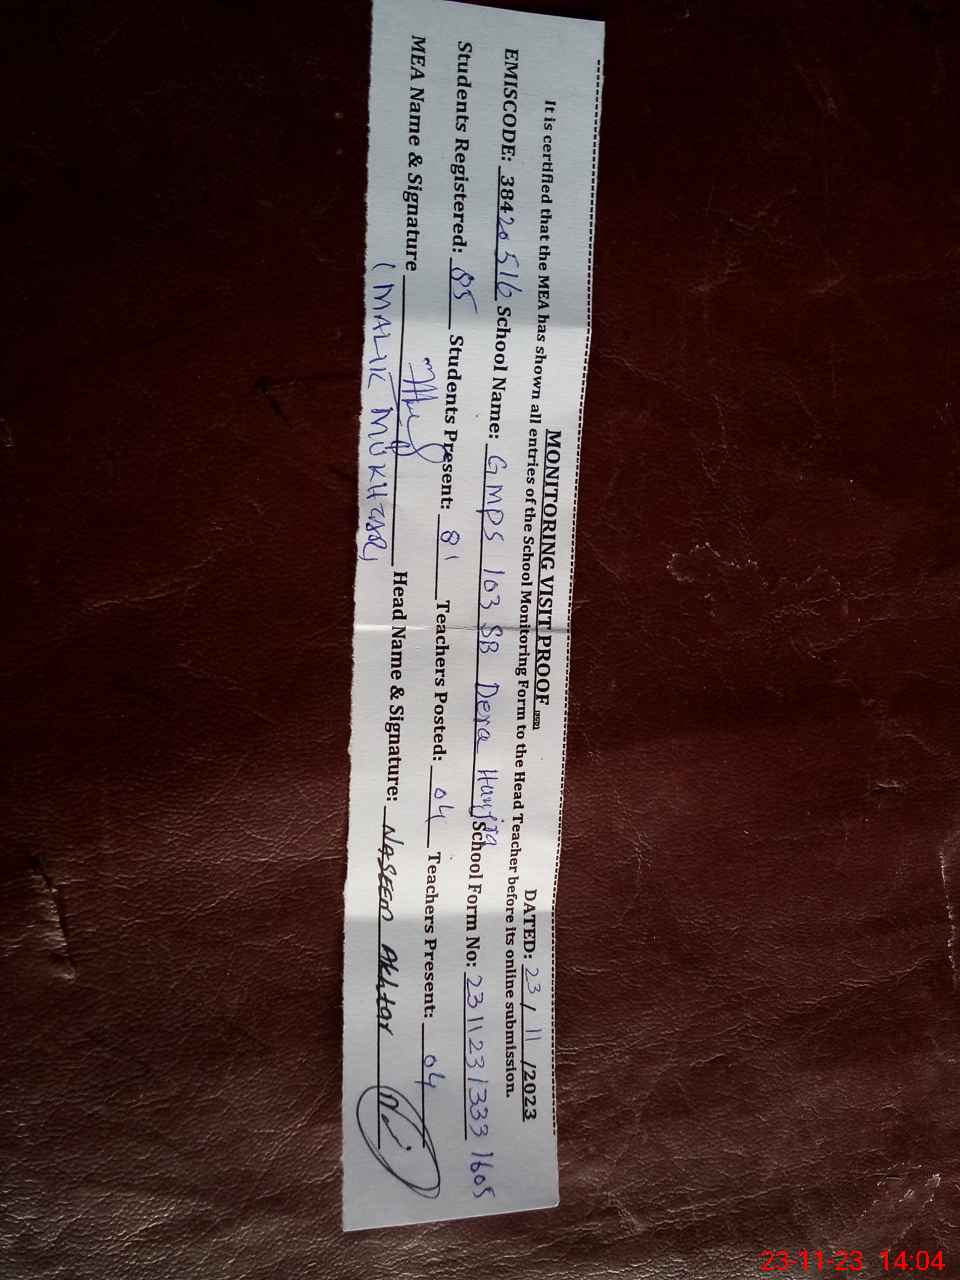 MONITORING VISIT PROOF DATED: 23 / 11 /2023
It is certified that the MEA has shown all entries of the School Monitoring Form to the Head Teacher before its online submission.
EMISCODE: 38420516 School Name: GMPS 103 SB Dera School Form No: 23112313331605
Students Registered: 85 Students Present: 81 Teachers Posted: 04 Teachers Present: 04
MEA Name & Signature Head Name & Signature: NASEEM Akhtar
(MALIK
23-11-23 14:04